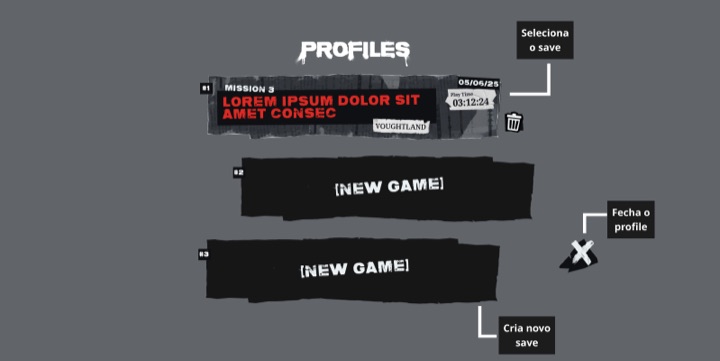 Seleciona
o save
PROFILES
#1
MISSION 3
05/06/25
LOREM IPSUM DOLOR SIT
AMET CONSEC
Play Time
03:12:24
YOUGHTLAND
#2
[NEW GAME]
Fecha o
profile
X
#3
[NEW GAME]
Cria novo
save